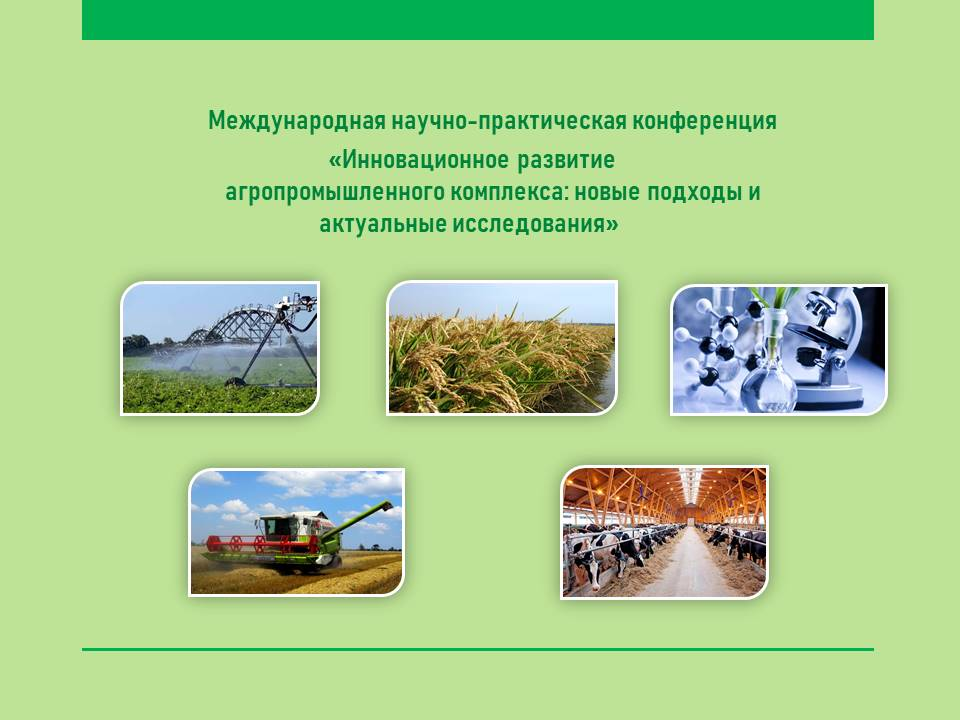 Международная научно-практическая конференция
«Инновационное развитие
агропромышленного комплекса: новые подходы и
актуальные исследования»